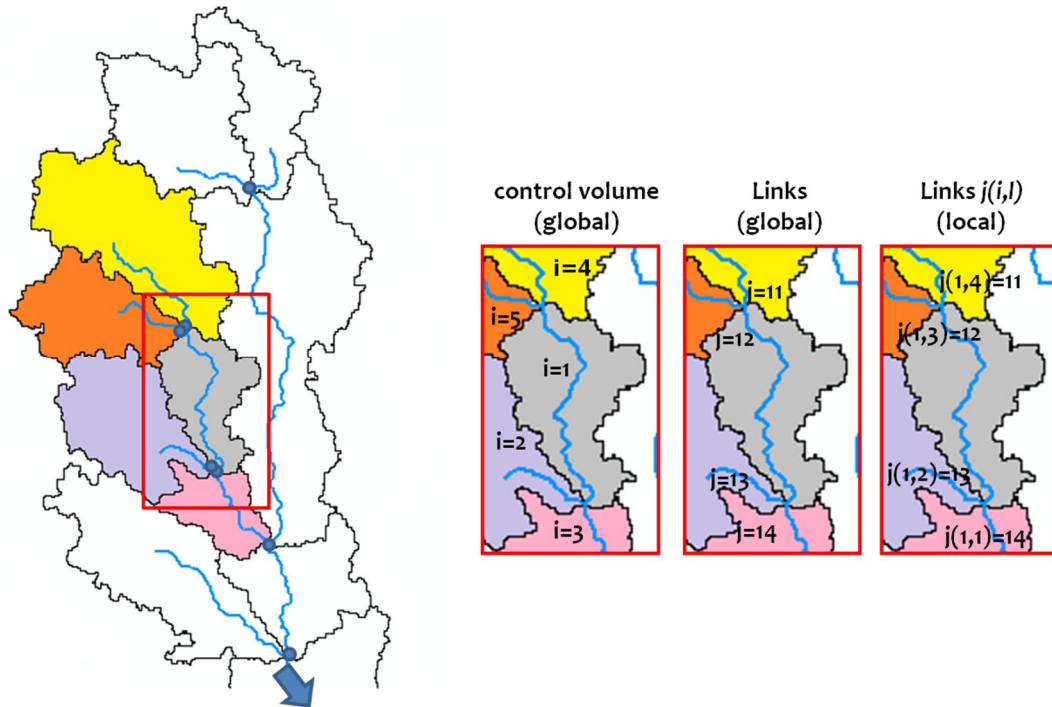 control volume
(global)
Links
(global)
Links j(i,l)
(local)
i=4
i=5
i=1
i=2
i=3
j=11
j=12
j=13
j=14
j(1,4)=11
j(1,3)=12
j(1,2)=13
j(1,1)=14